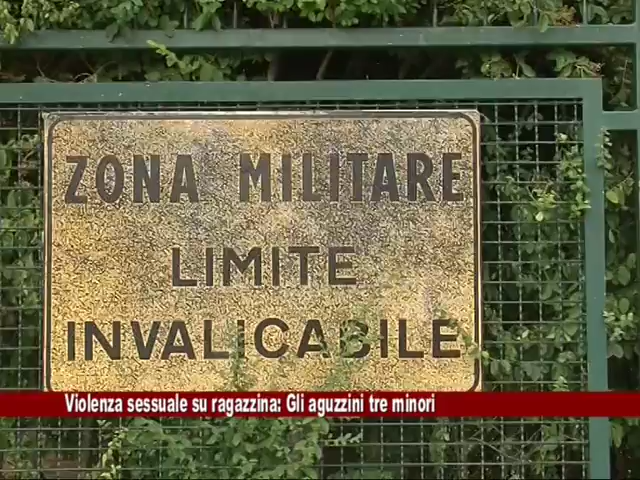 ZONA MILITARE
LIMITE
INVALICABILE
Violenza sessuale su ragazzina: Gli aguzzini tre minori